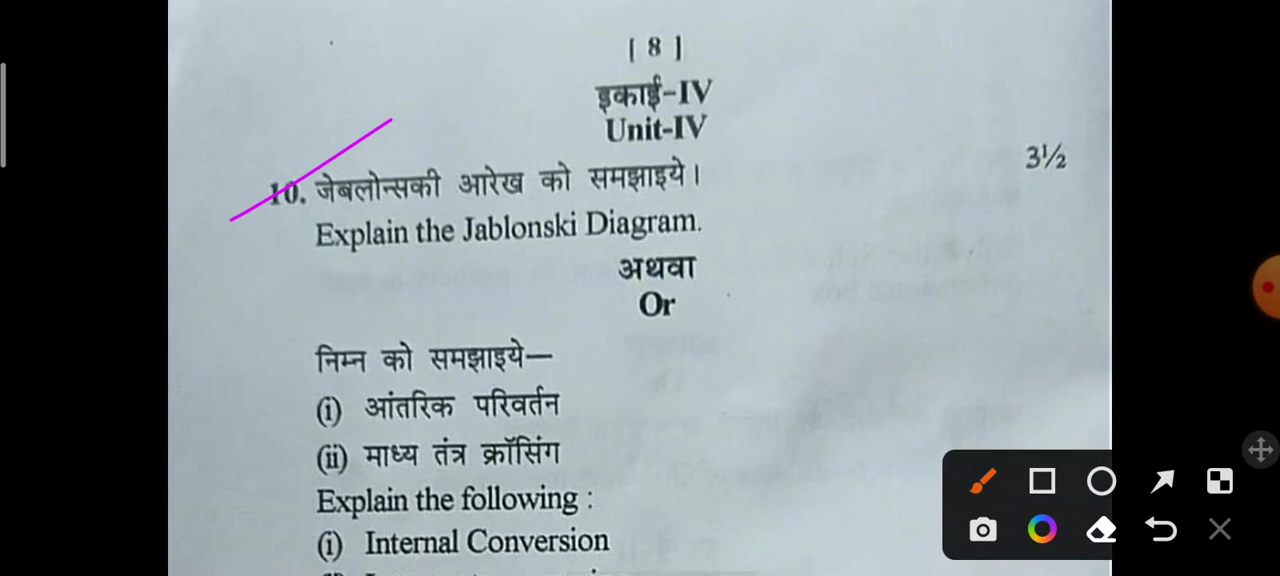 [ 8 ]
इकाई-IV
Unit-IV
3½
10. जेबलोन्सकी आरेख को समझाइये।
Explain the Jablonski Diagram.
अथवा
Or
निम्न को समझाइये—
(i) आंतरिक परिवर्तन
(ii) माध्य तंत्र क्रॉसिंग
Explain the following :
(i) Internal Conversion